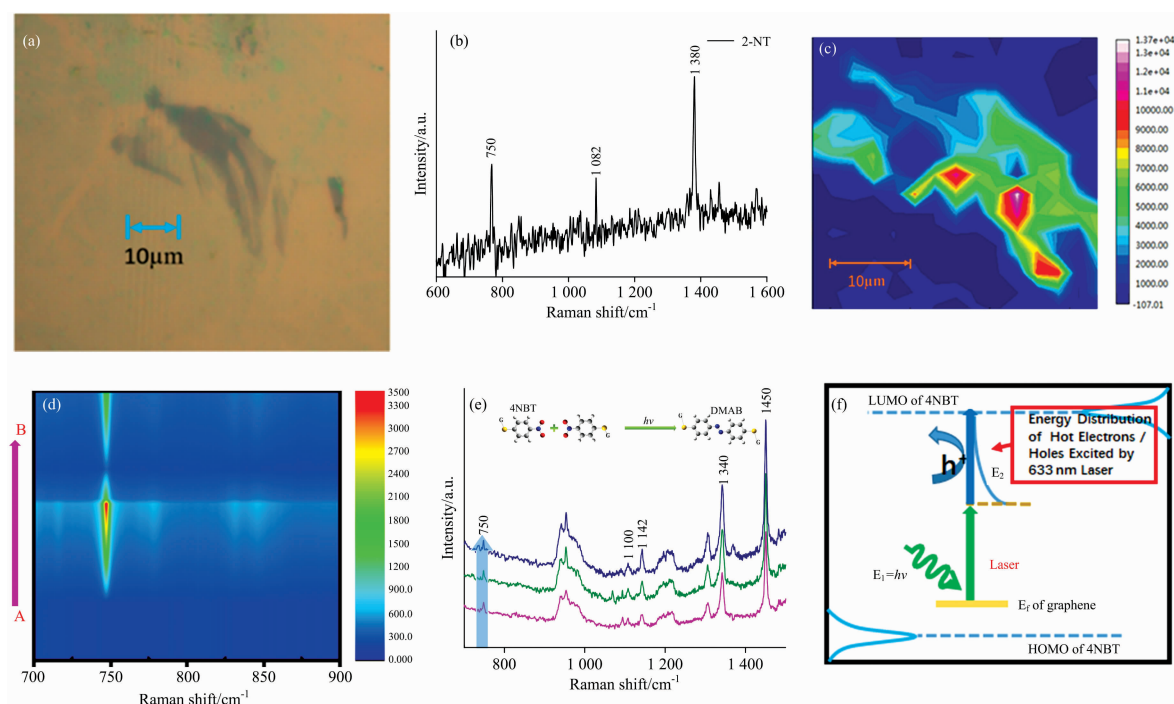 (a)
10μm
(b)
2-NT
750
1 082
1 380
Intensity/a.u.
600
800
1 000
1 200
1 400
1 600
Raman shift/cm-1
(c)
10μm
1.37e+04
1.3e+04
1.2e+04
1.1e+04
10000.00
9000.00
8000.00
7000.00
6000.00
5000.00
4000.00
3000.00
2000.00
1000.00
-107.01
(d)
B
A
3500
3300
3000
2700
2400
2100
1800
1500
1200
900.0
600.0
300.0
0.000
700
750
800
850
900
Raman shift/cm-1
(e)
4NBT
DMAB
G
G
G
G
+
hν
750
1 100
1 142
1 340
1450
Intensity/a.u.
800
1 000
1 200
1 400
Raman shift/cm-1
(f)
LUMO of 4NBT
Energy Distribution
of Hot Electrons /
Holes Excited by
633 nm Laser
h+
E2
E1=hν
Laser
Ef of graphene
HOMO of 4NBT